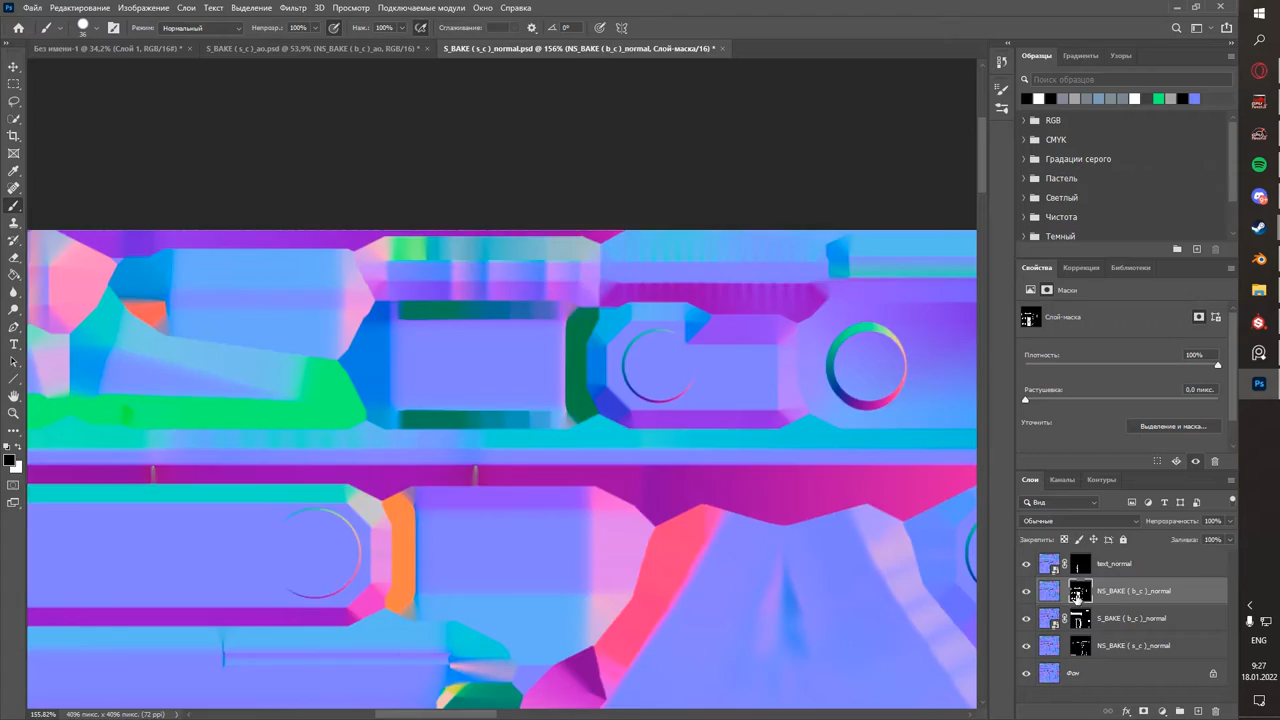 Файл Редактирование Изображение Слои Текст Выделение Фильтр 3D Просмотр Подключаемые модули Окно Справка
36 Режим: Нормальный Непрозр.: 100% Наж.: 100% Сглаживание: 0°
Без имени-1 @ 34,2% (Слой 1, RGB/16#) * × S_BAKE ( s_c )_ao.psd @ 53,9% (NS_BAKE ( b_c )_ao, RGB/16) * × S_BAKE ( s_c )_normal.psd @ 156% (NS_BAKE ( b_c )_normal, Слой-маска/16) * ×
Образцы Градиенты Узоры
Поиск образцов
RGB
CMYK
Градации серого
Пастель
Светлый
Чистота
Темный
Свойства Коррекция Библиотеки
Маски
Слой-маска
Плотность: 100%
Растушевка: 0,0 пикс.
Уточнить: Выделение и маска...
Слои Каналы Контуры
Вид
Обычные Непрозрачность: 100%
Закрепить: Заливка: 100%
text_normal
NS_BAKE ( b_c )_normal
S_BAKE ( b_c )_normal
NS_BAKE ( s_c )_normal
Фон
155,82% 4096 пикс. x 4096 пикс. (72 ppi)
ENG
9:27
18.01.2022